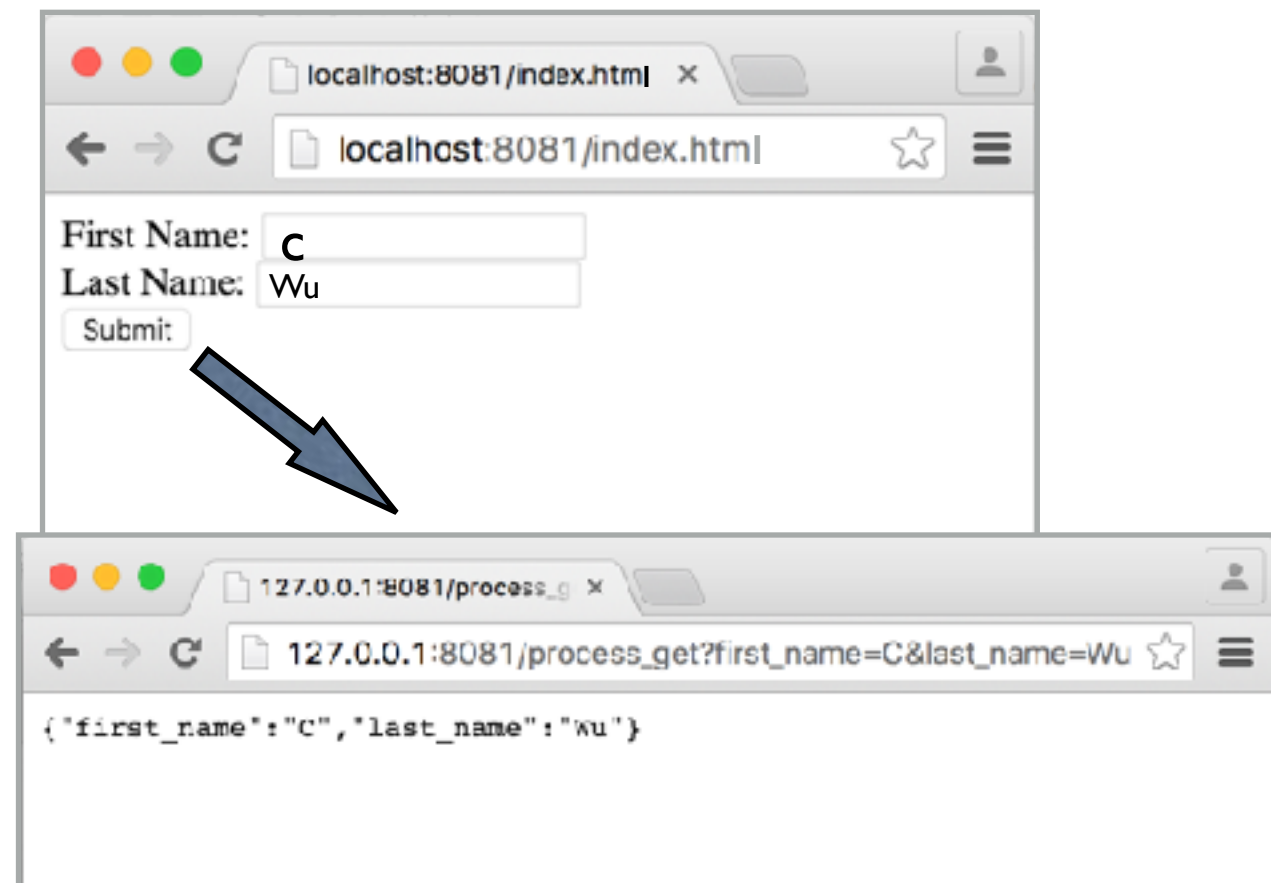 localhost:8081/index.html
localhost:8081/index.html
First Name: C
Last Name: Wu
Submit
127.0.0.1:8081/process_g
127.0.0.1:8081/process_get?first_name=C&last_name=Wu
{"first_name":"C","last_name":"Wu"}